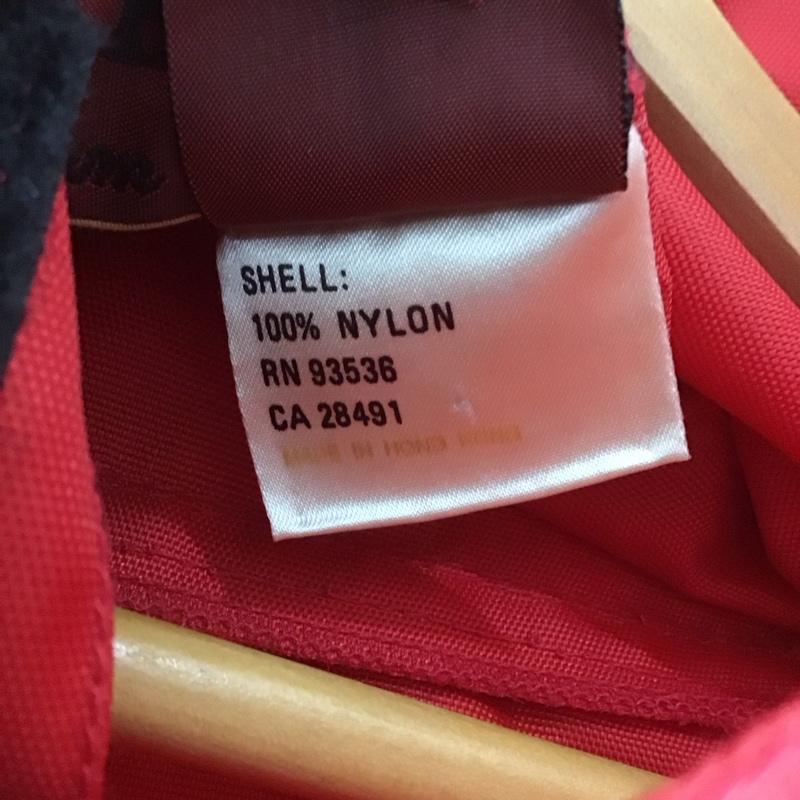 SHELL:
100% NYLON
RN 93536
CA 28491
MADE IN HONG KONG